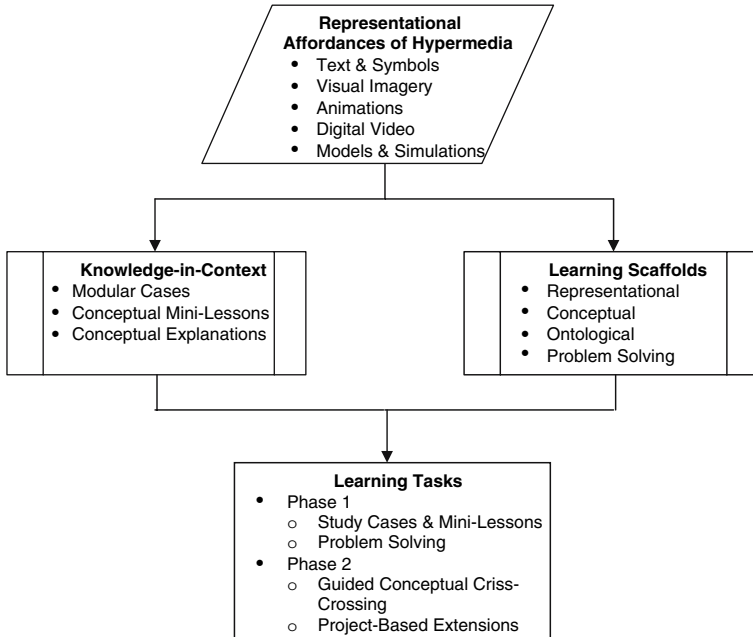 Representational
Affordances of Hypermedia
• Text & Symbols
• Visual Imagery
• Animations
• Digital Video
• Models & Simulations
Knowledge-in-Context
• Modular Cases
• Conceptual Mini-Lessons
• Conceptual Explanations
Learning Scaffolds
• Representational
• Conceptual
• Ontological
• Problem Solving
Learning Tasks
• Phase 1
o Study Cases & Mini-Lessons
o Problem Solving
• Phase 2
o Guided Conceptual Criss-
Crossing
o Project-Based Extensions